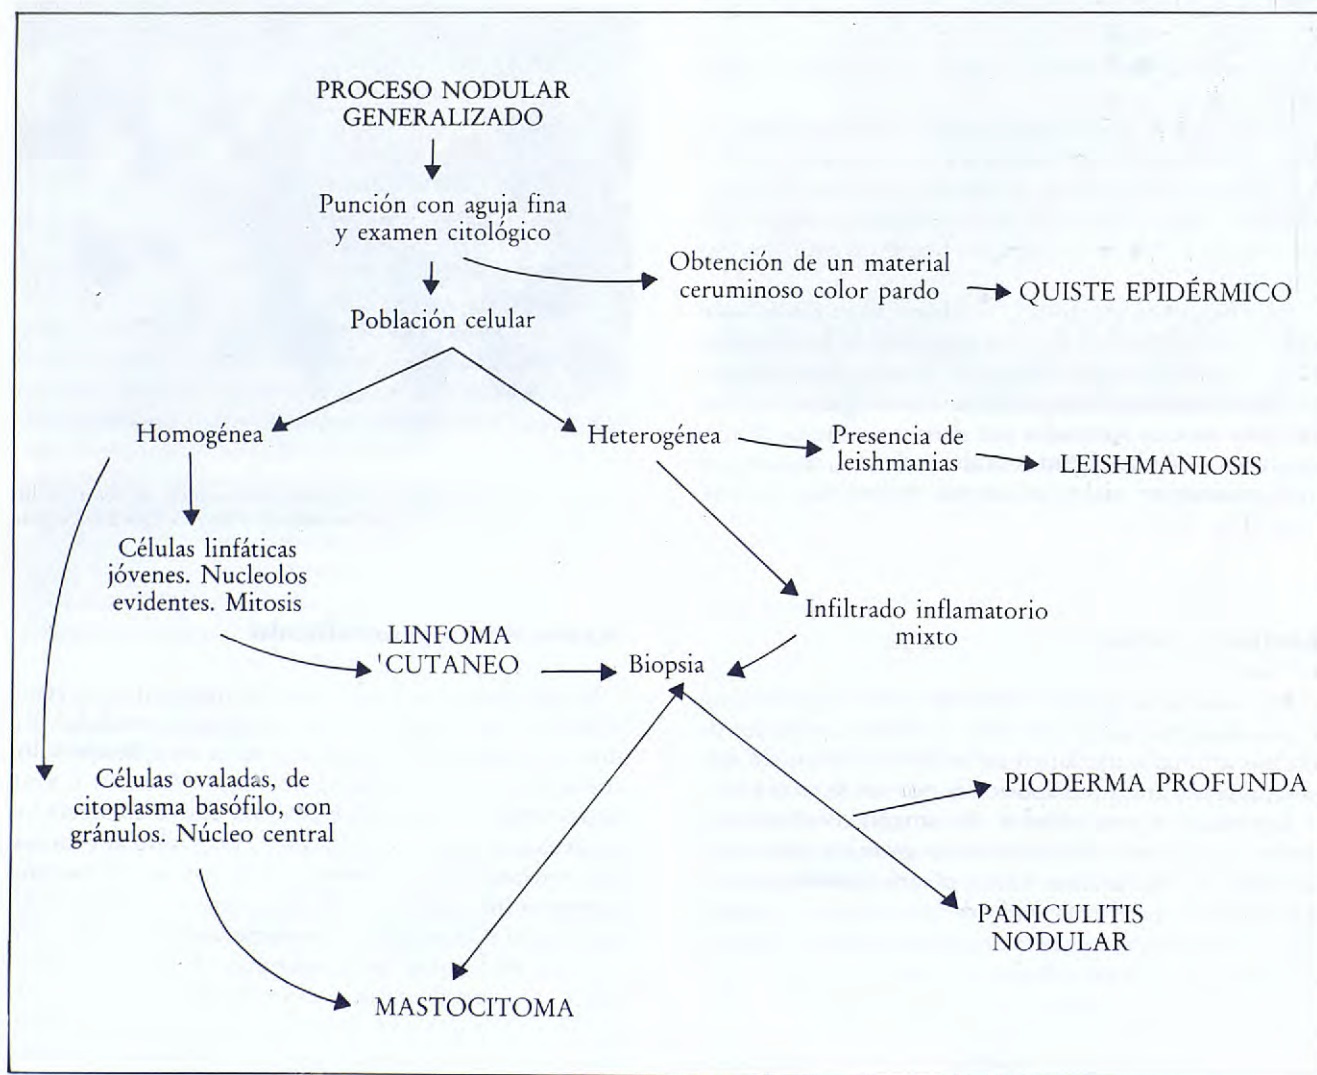 PROCESO NODULAR
GENERALIZADO
Punción con aguja fina
y examen citológico
Obtención de un material
ceruminoso color pardo
QUISTE EPIDÉRMICO
Población celular
Homogénea
Heterogénea
Presencia de
leishmanias
LEISHMANIOSIS
Células linfáticas
jóvenes. Nucleolos
evidentes. Mitosis
Infiltrado inflamatorio
mixto
LINFOMA
CUTANEO
Biopsia
Células ovaladas, de
citoplasma basófilo, con
gránulos. Núcleo central
PIODERMA PROFUNDA
PANICULITIS
NODULAR
MASTOCITOMA